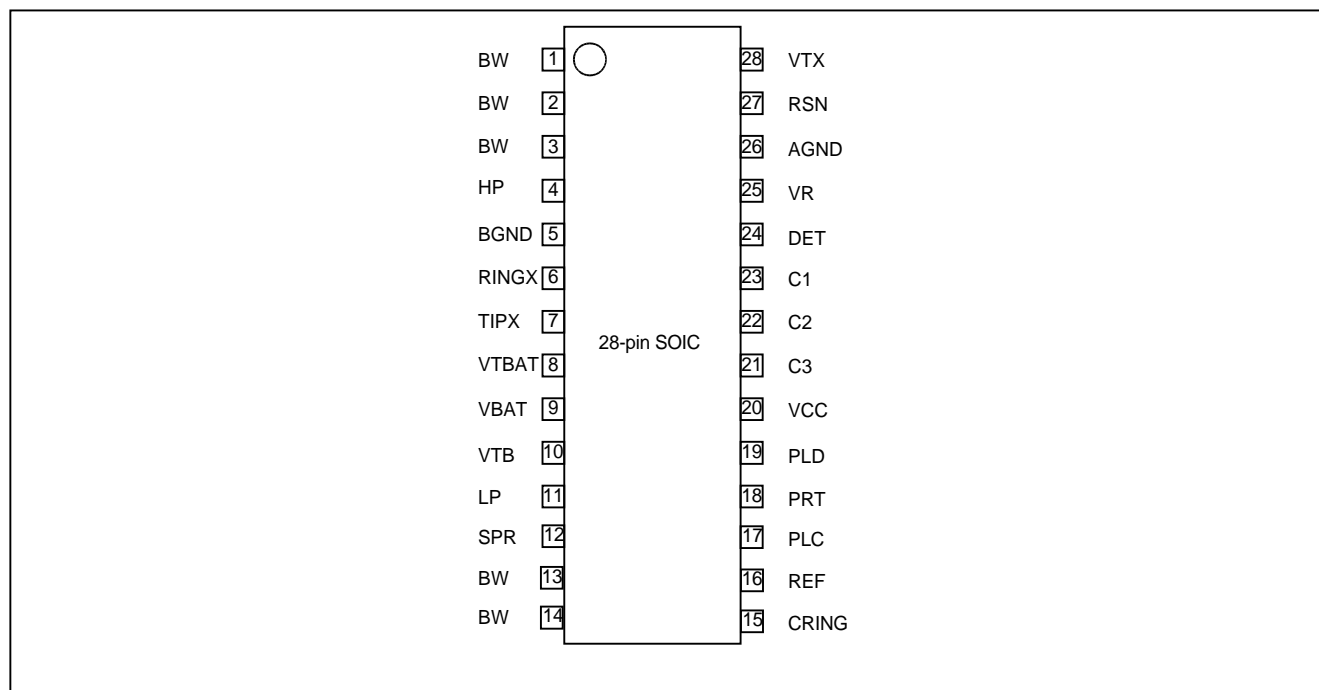 BW 1 28 VTX
BW 2 27 RSN
BW 3 26 AGND
HP 4 25 VR
BGND 5 24 DET
RINGX 6 23 C1
TIPX 7 22 C2
28-pin SOIC
VTBAT 8 21 C3
VBAT 9 20 VCC
VTB 10 19 PLD
LP 11 18 PRT
SPR 12 17 PLC
BW 13 16 REF
BW 14 15 CRING